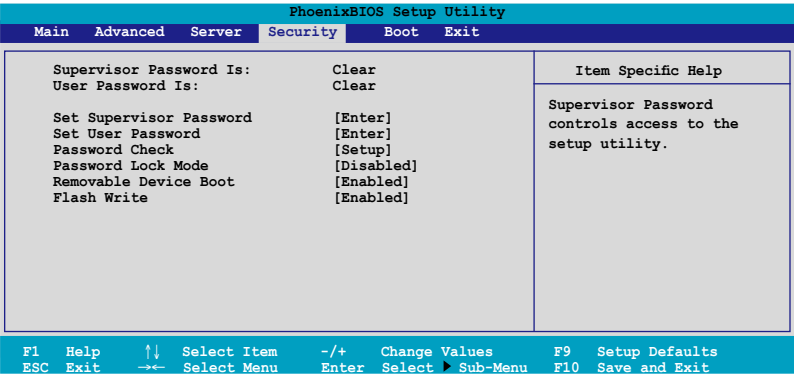 PhoenixBIOS Setup Utility
Main Advanced Server Security Boot Exit
Supervisor Password Is: Clear
User Password Is: Clear
Set Supervisor Password [Enter]
Set User Password [Enter]
Password Check [Setup]
Password Lock Mode [Disabled]
Removable Device Boot [Enabled]
Flash Write [Enabled]
Item Specific Help
Supervisor Password
controls access to the
setup utility.
F1 Help ↑↓ Select Item -/+ Change Values F9 Setup Defaults
ESC Exit →← Select Menu Enter Select ▶ Sub-Menu F10 Save and Exit